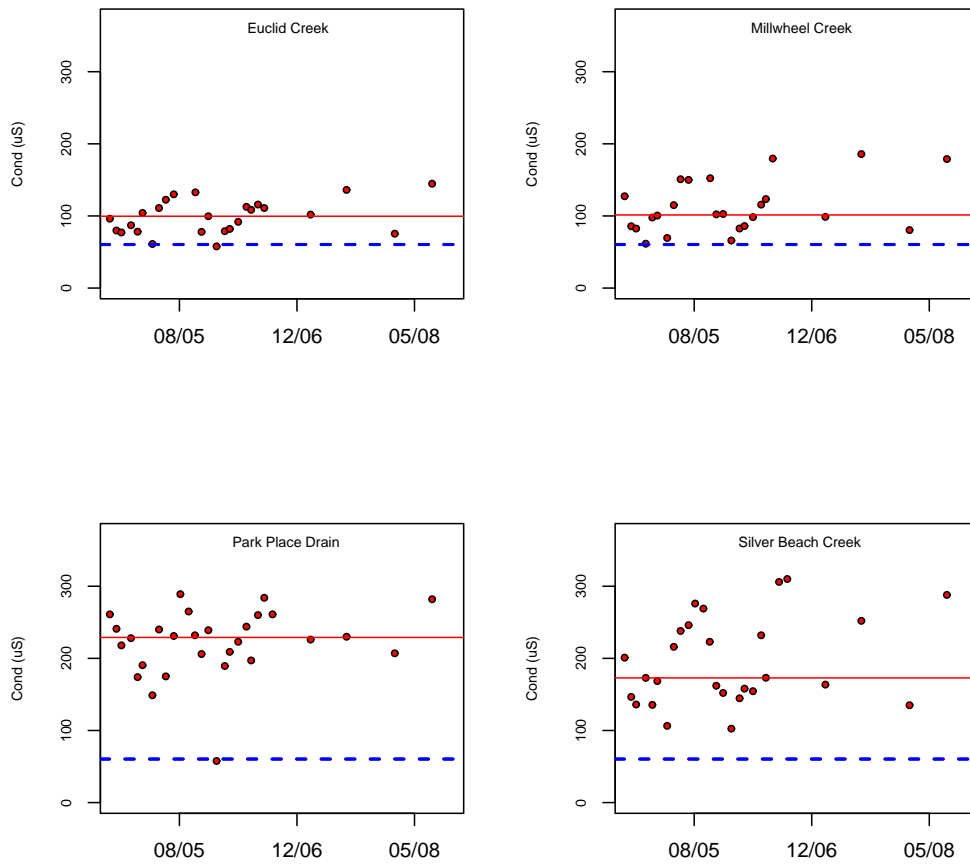 Euclid Creek
Cond (uS)
300
200
100
0
08/05 12/06 05/08
Millwheel Creek
Cond (uS)
300
200
100
0
08/05 12/06 05/08
Park Place Drain
Cond (uS)
300
200
100
0
08/05 12/06 05/08
Silver Beach Creek
Cond (uS)
300
200
100
0
08/05 12/06 05/08